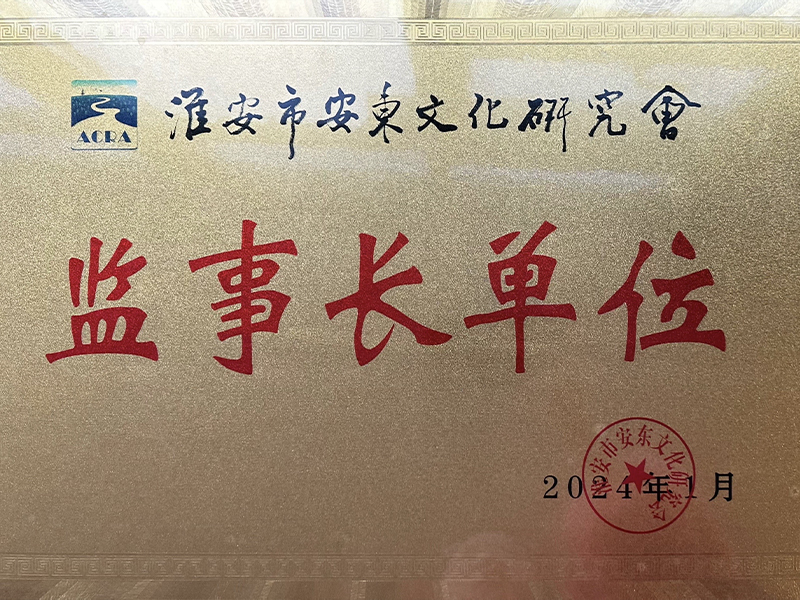 ACRA
淮安市安東文化研究會
监事长单位
淮安市安东文化研究会
2024年1月